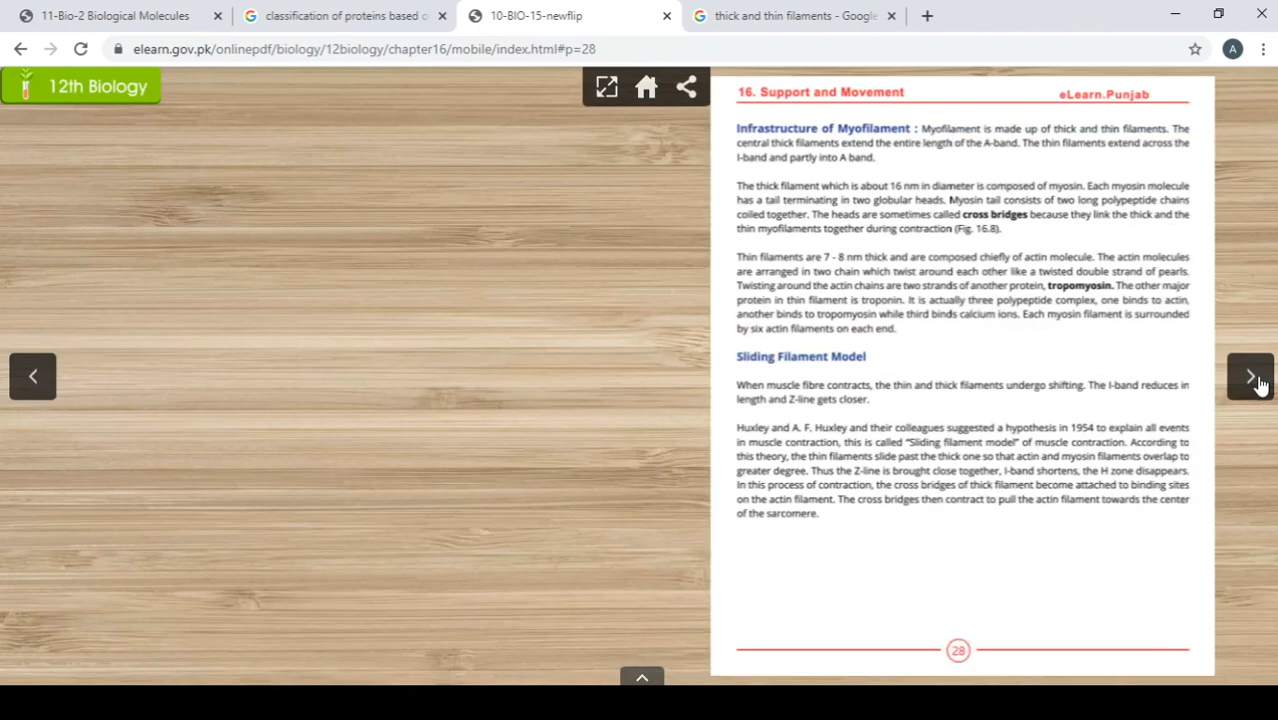 11-Bio-2 Biological Molecules
classification of proteins based o
10-BIO-15-newflip
thick and thin filaments - Google
elearn.gov.pk/onlinepdf/biology/12biology/chapter16/mobile/index.html#p=28
A
12th Biology
16. Support and Movement
eLearn.Punjab
Infrastructure of Myofilament : Myofilament is made up of thick and thin filaments. The
central thick filaments extend the entire length of the A-band. The thin filaments extend across the
I-band and partly into A band.
The thick filament which is about 16 nm in diameter is composed of myosin. Each myosin molecule
has a tail terminating in two globular heads. Myosin tail consists of two long polypeptide chains
coiled together. The heads are sometimes called cross bridges because they link the thick and the
thin myofilaments together during contraction (Fig. 16.8).
Thin filaments are 7 - 8 nm thick and are composed chiefly of actin molecule. The actin molecules
are arranged in two chain which twist around each other like a twisted double strand of pearls.
Twisting around the actin chains are two strands of another protein, tropomyosin. The other major
protein in thin filament is troponin. It is actually three polypeptide complex, one binds to actin,
another binds to tropomyosin while third binds calcium ions. Each myosin filament is surrounded
by six actin filaments on each end.
Sliding Filament Model
When muscle fibre contracts, the thin and thick filaments undergo shifting. The I-band reduces in
length and Z-line gets closer.
Huxley and A. F. Huxley and their colleagues suggested a hypothesis in 1954 to explain all events
in muscle contraction, this is called "Sliding filament model" of muscle contraction. According to
this theory, the thin filaments slide past the thick one so that actin and myosin filaments overlap to
greater degree. Thus the Z-line is brought close together, I-band shortens, the H zone disappears.
In this process of contraction, the cross bridges of thick filament become attached to binding sites
on the actin filament. The cross bridges then contract to pull the actin filament towards the center
of the sarcomere.
28